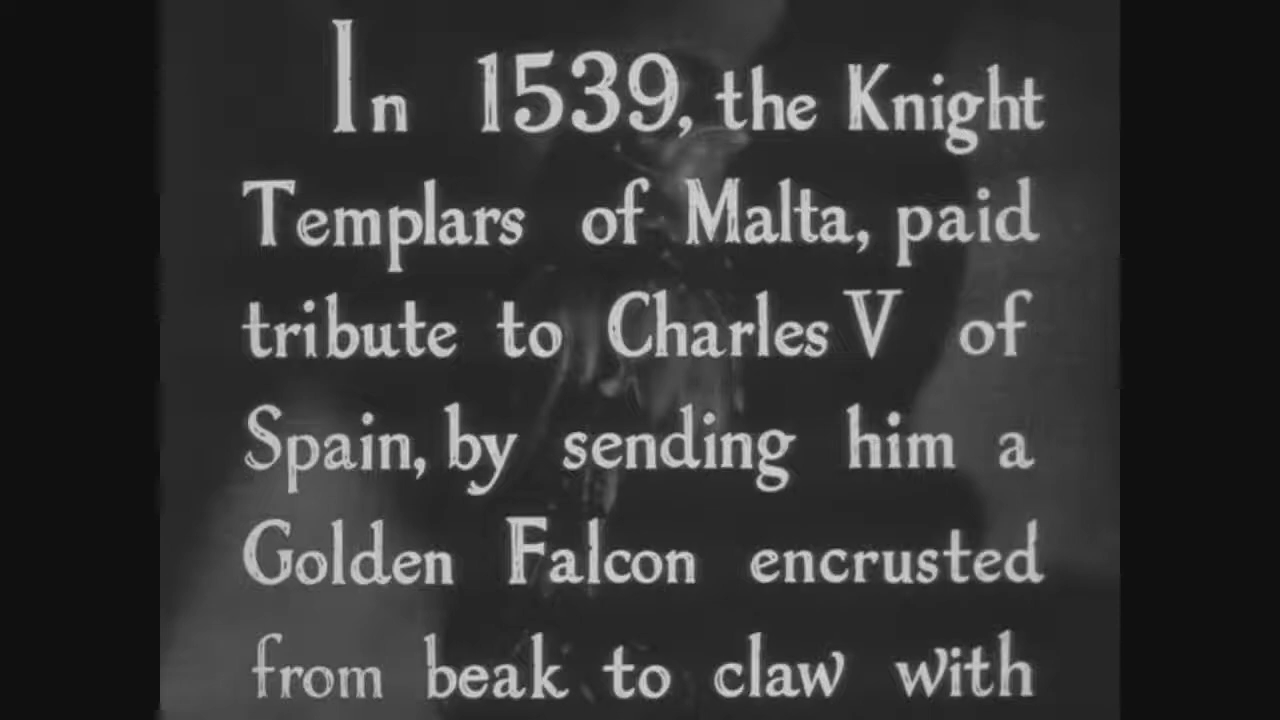 In 1539, the Knight
Templars of Malta, paid
tribute to Charles V of
Spain, by sending him a
Golden Falcon encrusted
from beak to claw with